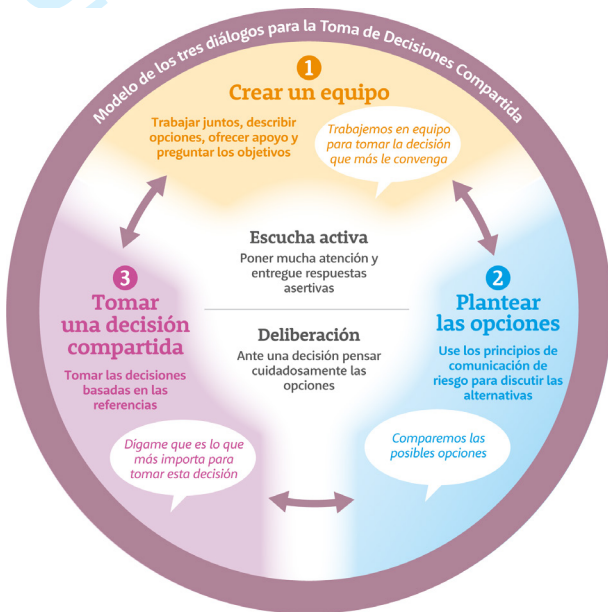 Modelo de los tres diálogos para la Toma de Decisiones Compartida
1
Crear un equipo
Trabajar juntos, describir
opciones, ofrecer apoyo y
preguntar los objetivos
Trabajemos en equipo
para tomar la decisión
que más le convenga
Escucha activa
Poner mucha atención y
entregue respuestas
asertivas
Deliberación
Ante una decisión pensar
cuidadosamente las
opciones
2
Plantear
las opciones
Use los principios de
comunicación de
riesgo para discutir las
alternativas
Comparemos las
posibles opciones
3
Tomar
una decisión
compartida
Tomar las decisiones
basadas en las
referencias
Dígame que es lo que
más importa para
tomar esta decisión